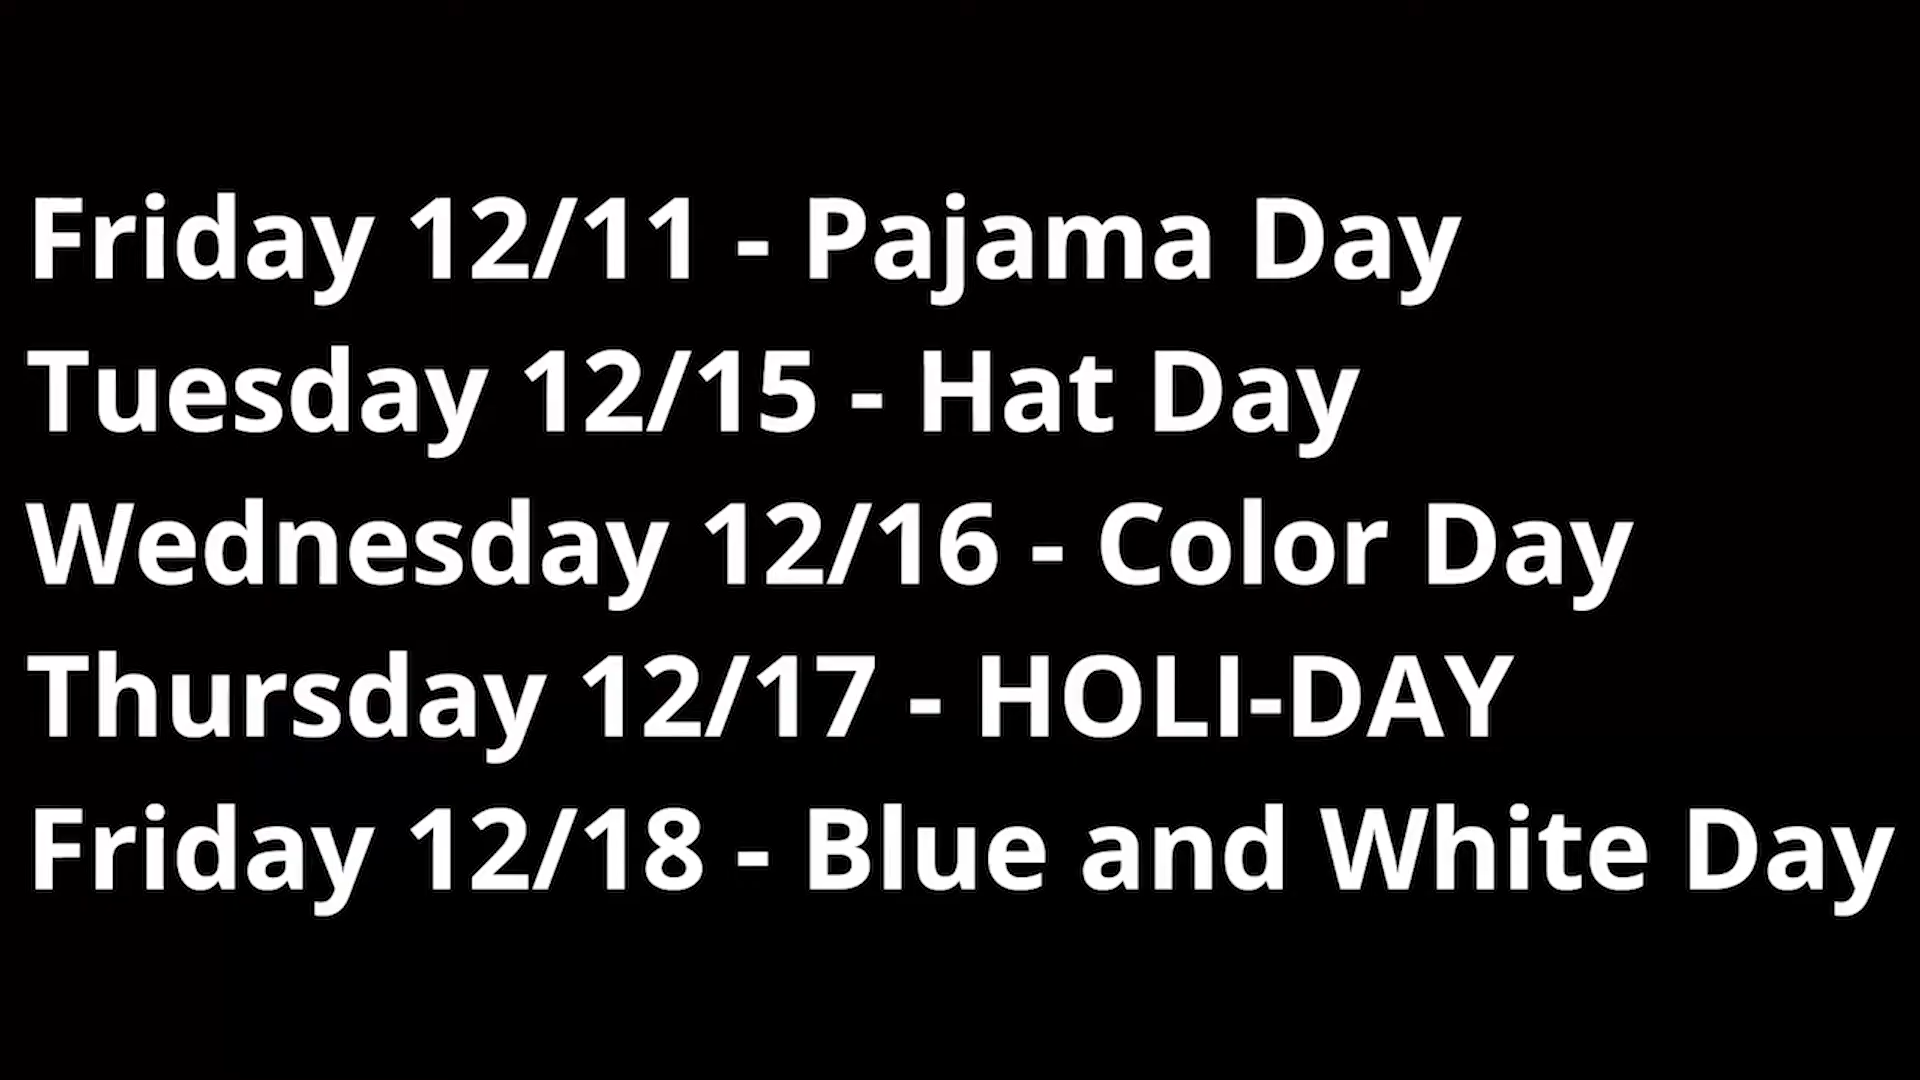 Friday 12/11 - Pajama Day
Tuesday 12/15 - Hat Day
Wednesday 12/16 - Color Day
Thursday 12/17 - HOLI-DAY
Friday 12/18 - Blue and White Day